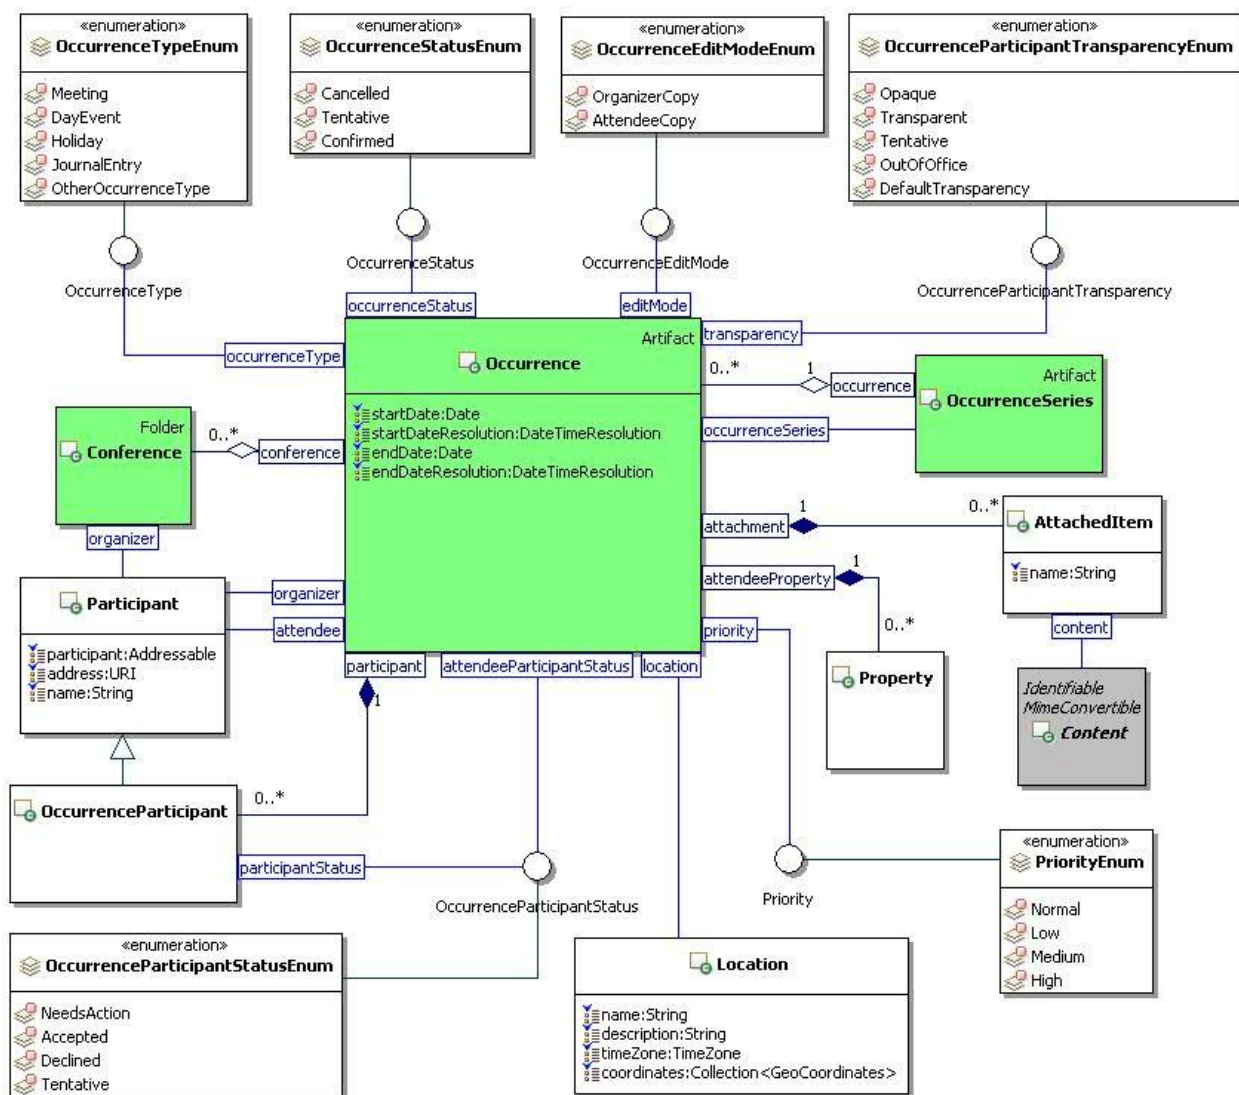 «enumeration»
OccurrenceTypeEnum
Meeting
DayEvent
Holiday
JournalEntry
OtherOccurrenceType
«enumeration»
OccurrenceStatusEnum
Cancelled
Tentative
Confirmed
«enumeration»
OccurrenceEditModeEnum
OrganizerCopy
AttendeeCopy
«enumeration»
OccurrenceParticipantTransparencyEnum
Opaque
Transparent
Tentative
OutOfOffice
DefaultTransparency
OccurrenceType
OccurrenceStatus
OccurrenceEditMode
OccurrenceParticipantTransparency
occurrenceStatus
editMode
occurrenceType
transparency
Artifact
Occurrence
startDate:Date
startDateResolution:DateTimeResolution
endDate:Date
endDateResolution:DateTimeResolution
0..*
1
occurrence
occurrenceSeries
Artifact
OccurrenceSeries
Folder
Conference
0..*
conference
organizer
attachment
1
0..*
AttachedItem
name:String
content
Identifiable
MimeConvertible
Content
attendeeProperty
1
0..*
Property
priority
Participant
participant:Addressable
address:URI
name:String
organizer
attendee
participant
attendeeParticipantStatus
location
1
0..*
OccurrenceParticipant
participantStatus
OccurrenceParticipantStatus
Priority
«enumeration»
PriorityEnum
Normal
Low
Medium
High
«enumeration»
OccurrenceParticipantStatusEnum
NeedsAction
Accepted
Declined
Tentative
Location
name:String
description:String
timeZone:TimeZone
coordinates:Collection<GeoCoordinates>